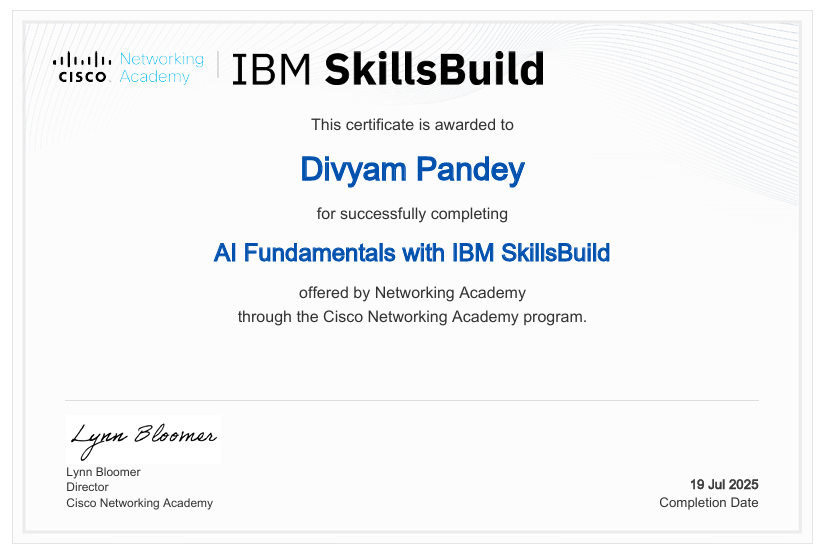 CISCO Networking Academy
IBM SkillsBuild
This certificate is awarded to
Divyam Pandey
for successfully completing
AI Fundamentals with IBM SkillsBuild
offered by Networking Academy
through the Cisco Networking Academy program.
Lynn Bloomer
Lynn Bloomer
Director
Cisco Networking Academy
19 Jul 2025
Completion Date